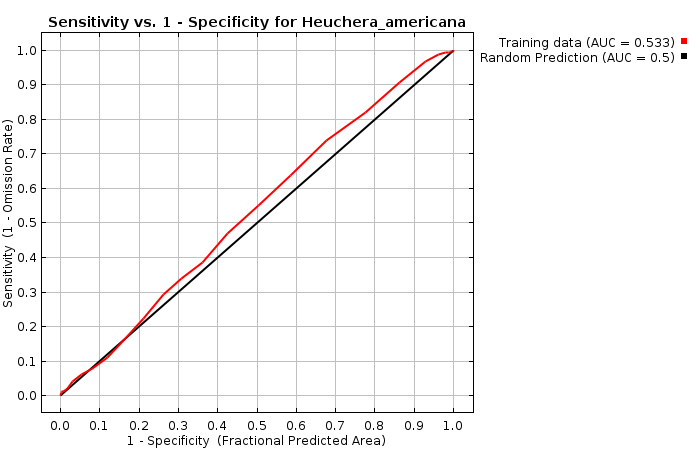 Sensitivity vs. 1 - Specificity for Heuchera_americana
Training data (AUC = 0.533)
Random Prediction (AUC = 0.5)
Sensitivity (1 - Omission Rate)
1.0
0.9
0.8
0.7
0.6
0.5
0.4
0.3
0.2
0.1
0.0
0.0 0.1 0.2 0.3 0.4 0.5 0.6 0.7 0.8 0.9 1.0
1 - Specificity (Fractional Predicted Area)